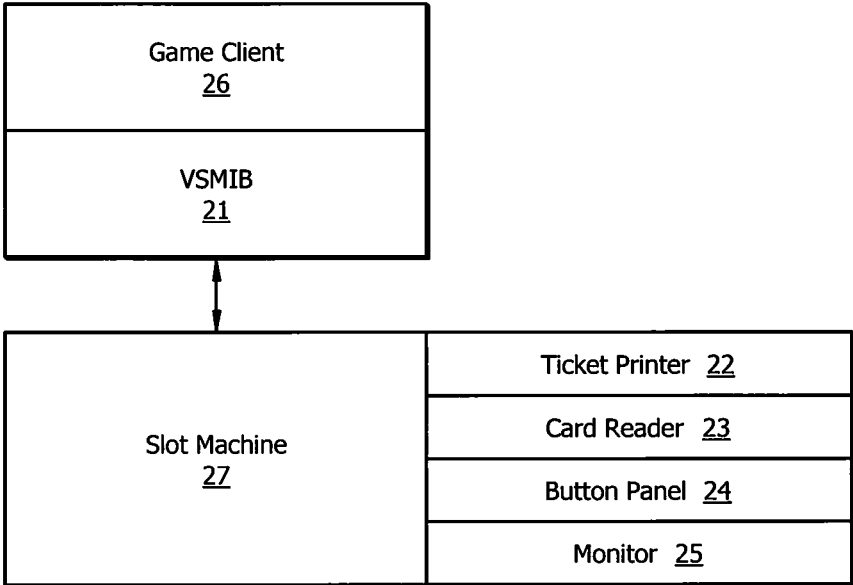 Game Client
26
VSMIB
21
Slot Machine
27
Ticket Printer 22
Card Reader 23
Button Panel 24
Monitor 25